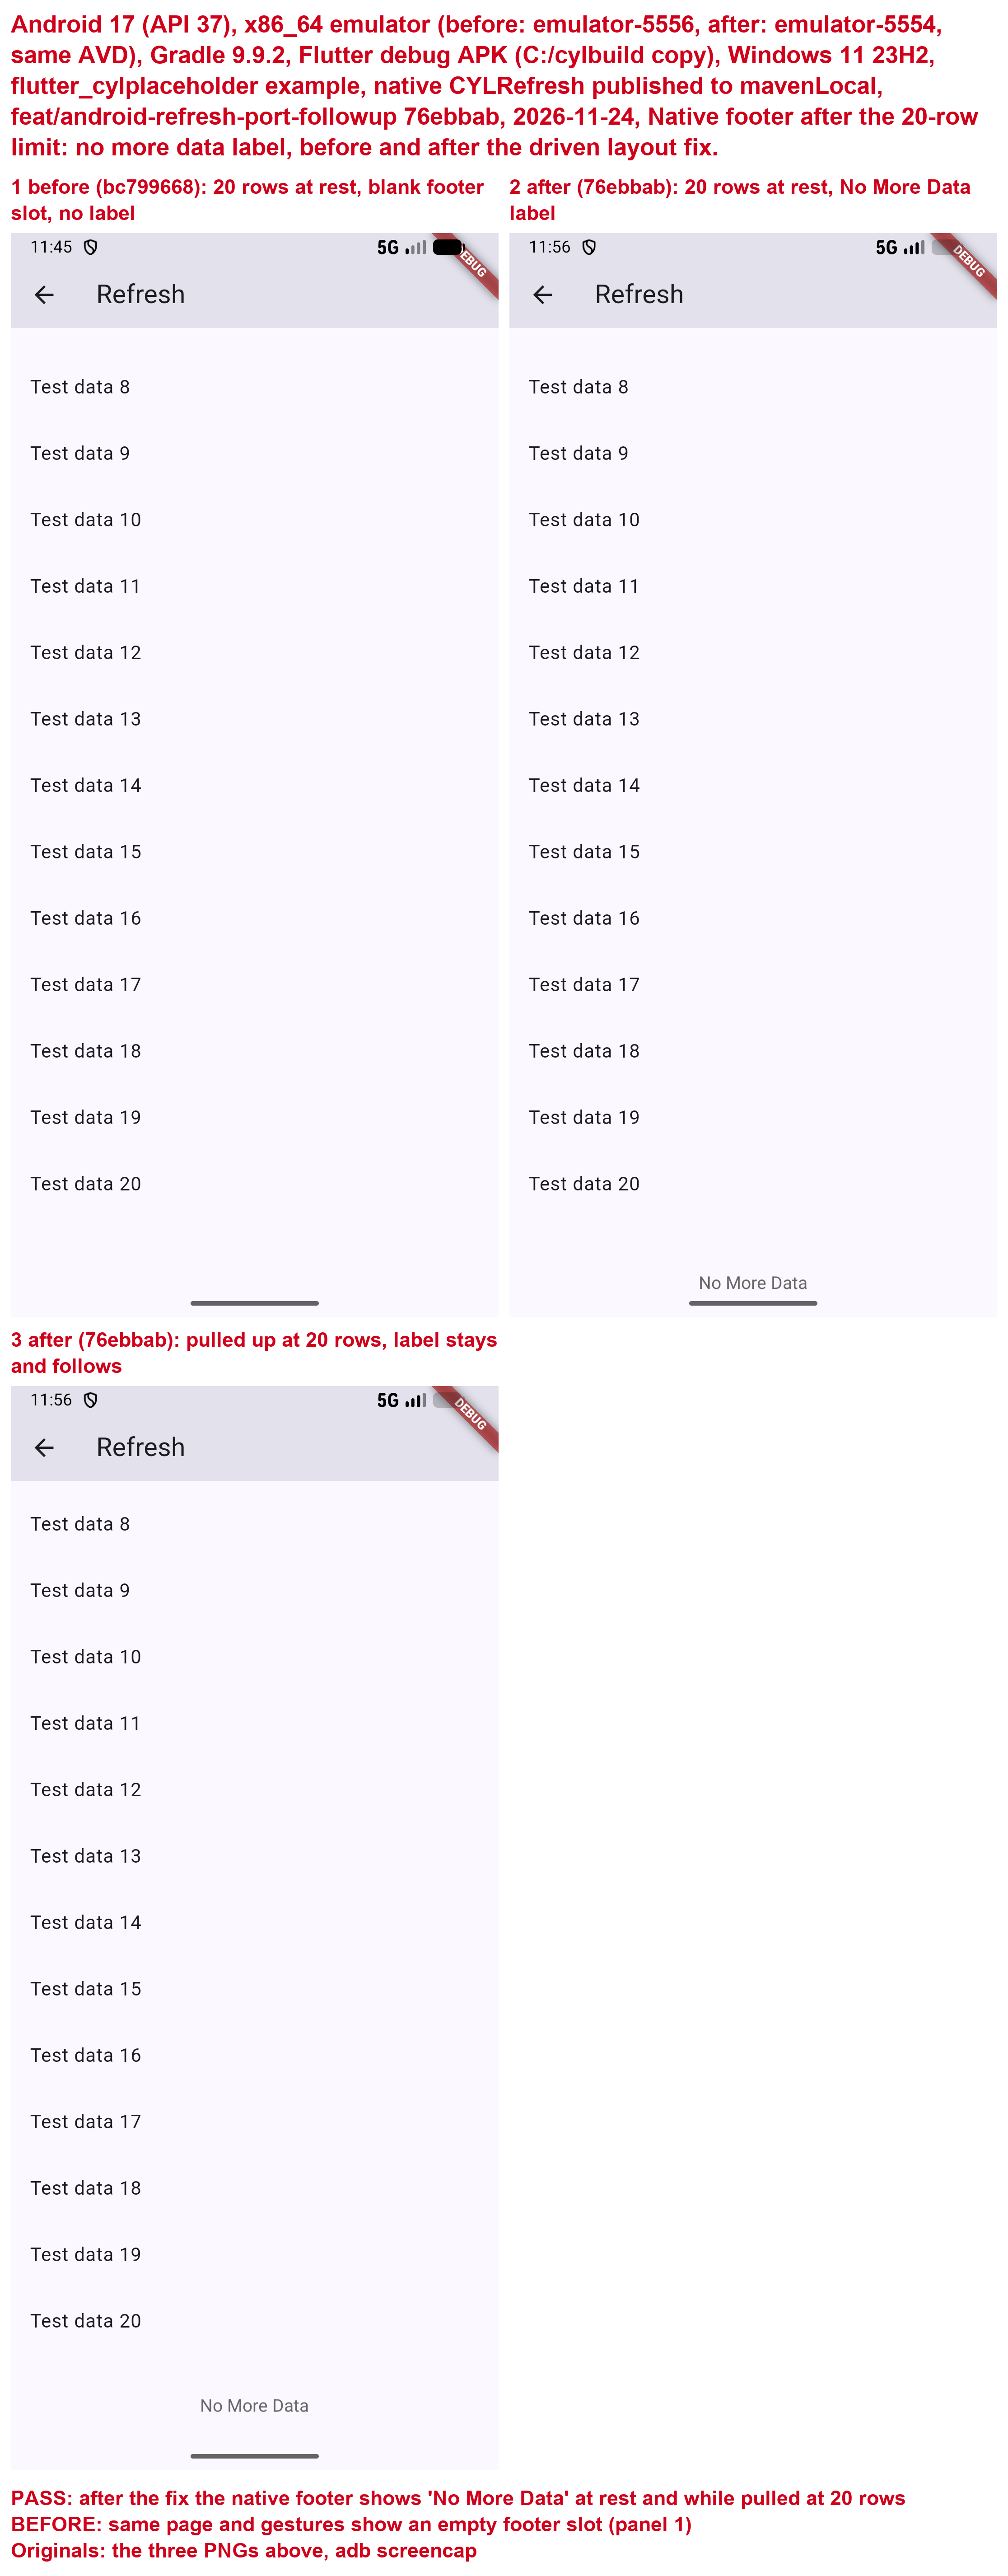 Android 17 (API 37), x86_64 emulator (before: emulator-5556, after: emulator-5554,
same AVD), Gradle 9.9.2, Flutter debug APK (C:/cylbuild copy), Windows 11 23H2,
flutter_cylplaceholder example, native CYLRefresh published to mavenLocal,
feat/android-refresh-port-followup 76ebbab, 2026-11-24, Native footer after the 20-row
limit: no more data label, before and after the driven layout fix.
1 before (bc799668): 20 rows at rest, blank footer
slot, no label
11:45 5G
DEBUG
Refresh
Test data 8
Test data 9
Test data 10
Test data 11
Test data 12
Test data 13
Test data 14
Test data 15
Test data 16
Test data 17
Test data 18
Test data 19
Test data 20
2 after (76ebbab): 20 rows at rest, No More Data
label
11:56 5G
DEBUG
Refresh
Test data 8
Test data 9
Test data 10
Test data 11
Test data 12
Test data 13
Test data 14
Test data 15
Test data 16
Test data 17
Test data 18
Test data 19
Test data 20
No More Data
3 after (76ebbab): pulled up at 20 rows, label stays
and follows
11:56 5G
DEBUG
Refresh
Test data 8
Test data 9
Test data 10
Test data 11
Test data 12
Test data 13
Test data 14
Test data 15
Test data 16
Test data 17
Test data 18
Test data 19
Test data 20
No More Data
PASS: after the fix the native footer shows 'No More Data' at rest and while pulled at 20 rows
BEFORE: same page and gestures show an empty footer slot (panel 1)
Originals: the three PNGs above, adb screencap